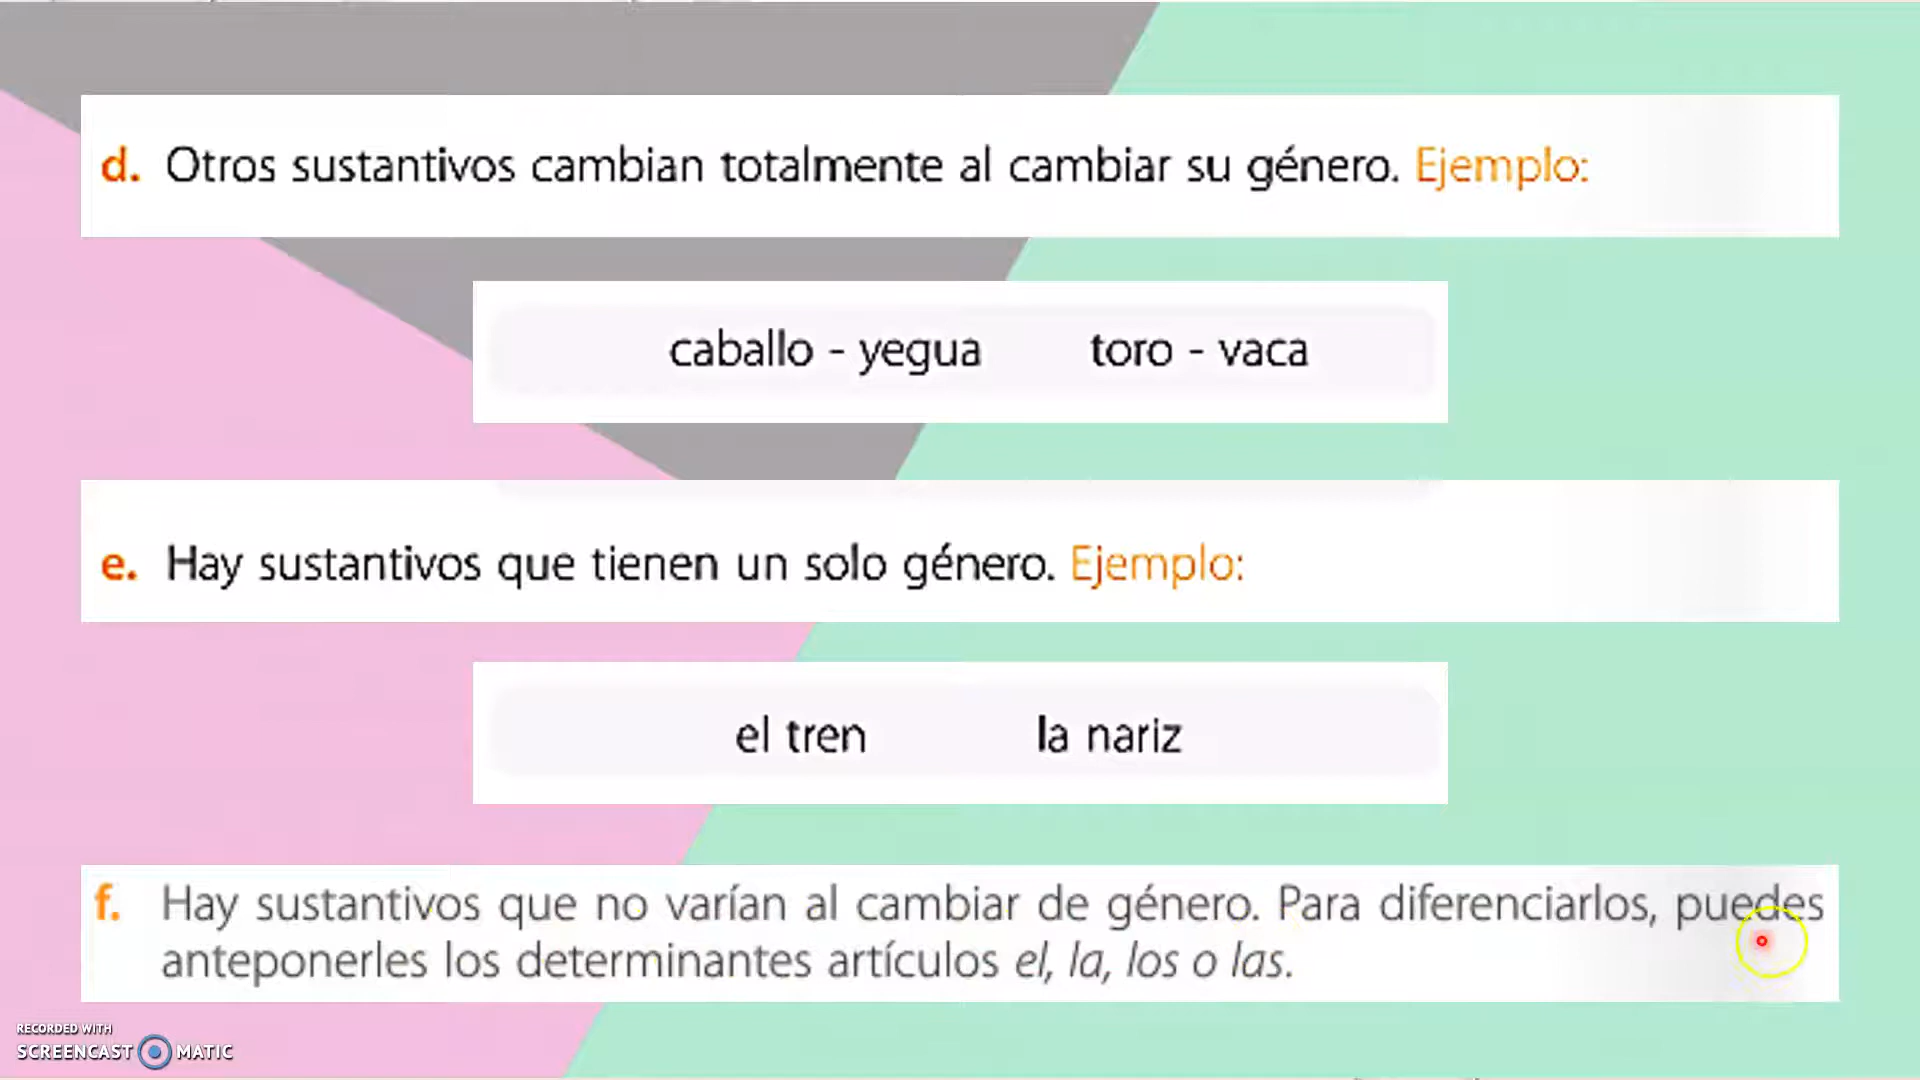 d. Otros sustantivos cambian totalmente al cambiar su género. Ejemplo:
caballo - yegua toro - vaca
e. Hay sustantivos que tienen un solo género. Ejemplo:
el tren la nariz
f. Hay sustantivos que no varían al cambiar de género. Para diferenciarlos, puedes
anteponerles los determinantes artículos el, la, los o las.
RECORDED WITH
SCREENCAST MATIC